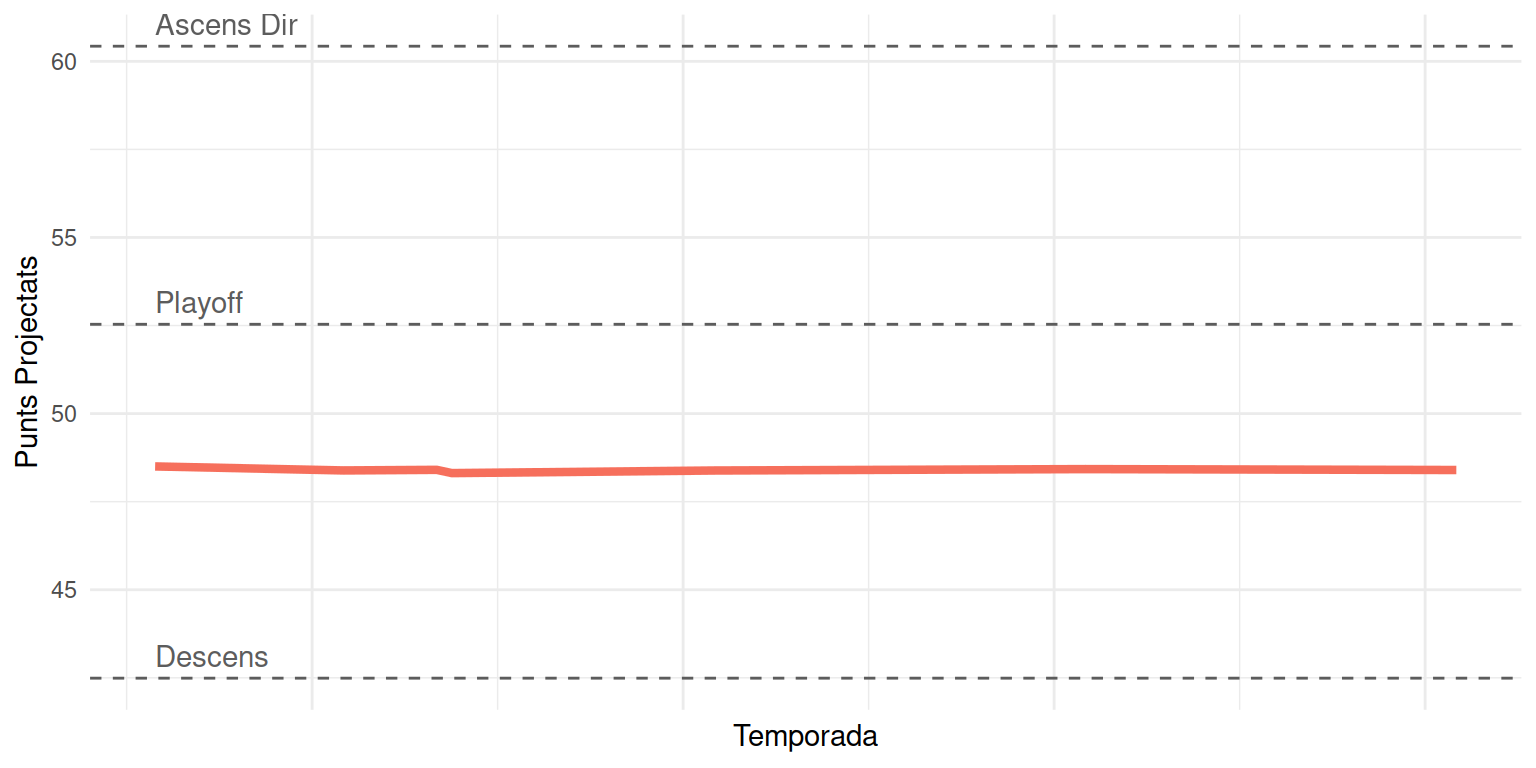 Ascens Dir
60
55
Playoff
50
45
Descens
Punts Projectats
Temporada